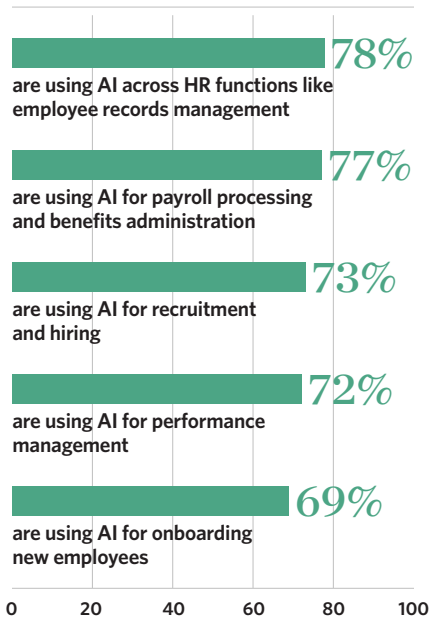 78%
are using AI across HR functions like
employee records management
77%
are using AI for payroll processing
and benefits administration
73%
are using AI for recruitment
and hiring
72%
are using AI for performance
management
69%
are using AI for onboarding
new employees
0 20 40 60 80 100